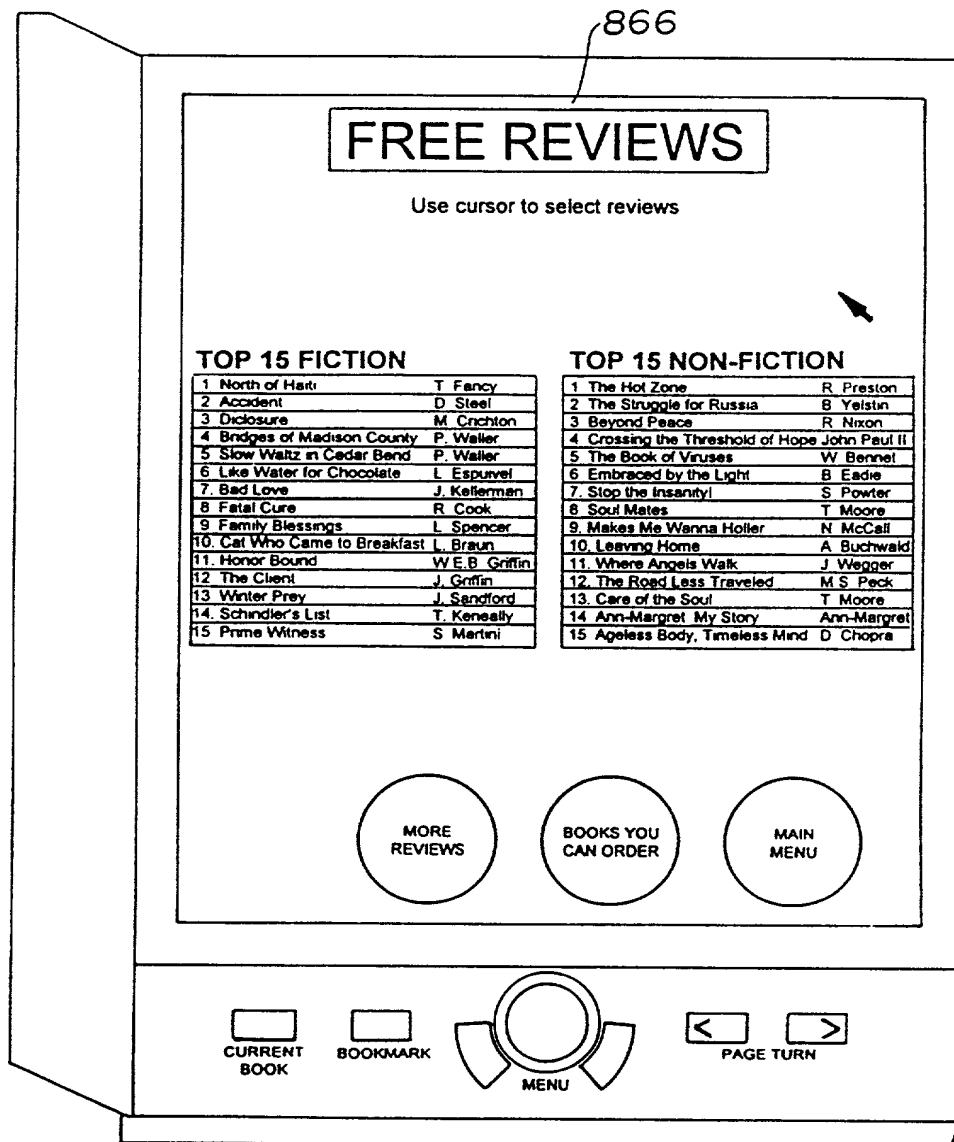 866
FREE REVIEWS
Use cursor to select reviews
TOP 15 FICTION
1 North of Haiti T Fancy
2 Accident D Steel
3 Diclosure M Crichton
4 Bridges of Madison County P. Waller
5 Slow Waltz in Cedar Bend P. Waller
6 Like Water for Chocolate L Espurvel
7. Bad Love J. Kellerman
8 Fatal Cure R Cook
9 Family Blessings L Spencer
10. Cat Who Came to Breakfast L. Braun
11. Honor Bound W E.B Griffin
12 The Client J. Griffin
13 Winter Prey J. Sandford
14. Schindler's List T. Keneally
15 Prime Witness S Martini
TOP 15 NON-FICTION
1 The Hot Zone R Preston
2 The Struggle for Russia B Yelstin
3 Beyond Peace R Nixon
4 Crossing the Threshold of Hope John Paul II
5 The Book of Viruses W Bennet
6 Embraced by the Light B Eadie
7. Stop the Insanity! S Powter
8 Soul Mates T Moore
9. Makes Me Wanna Holler N McCall
10. Leaving Home A Buchwald
11. Where Angels Walk J Wegger
12. The Road Less Traveled M S Peck
13. Care of the Soul T Moore
14 Ann-Margret My Story Ann-Margret
15 Ageless Body, Timeless Mind D Chopra
MORE
REVIEWS
BOOKS YOU
CAN ORDER
MAIN
MENU
CURRENT
BOOK
BOOKMARK
MENU
< >
PAGE TURN